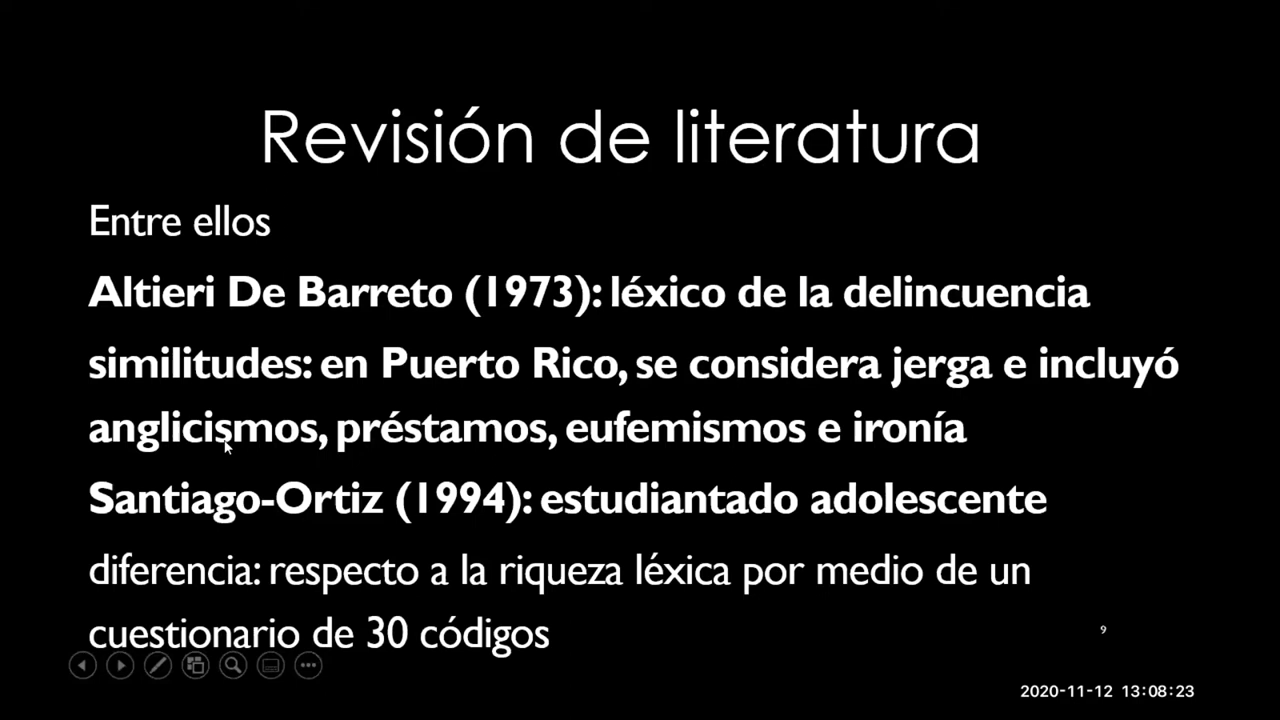 Revisión de literatura
Entre ellos
Altieri De Barreto (1973): léxico de la delincuencia
similitudes: en Puerto Rico, se considera jerga e incluyó
anglicismos, préstamos, eufemismos e ironía
Santiago-Ortiz (1994): estudiantado adolescente
diferencia: respecto a la riqueza léxica por medio de un
cuestionario de 30 códigos
9
2020-11-12 13:08:23